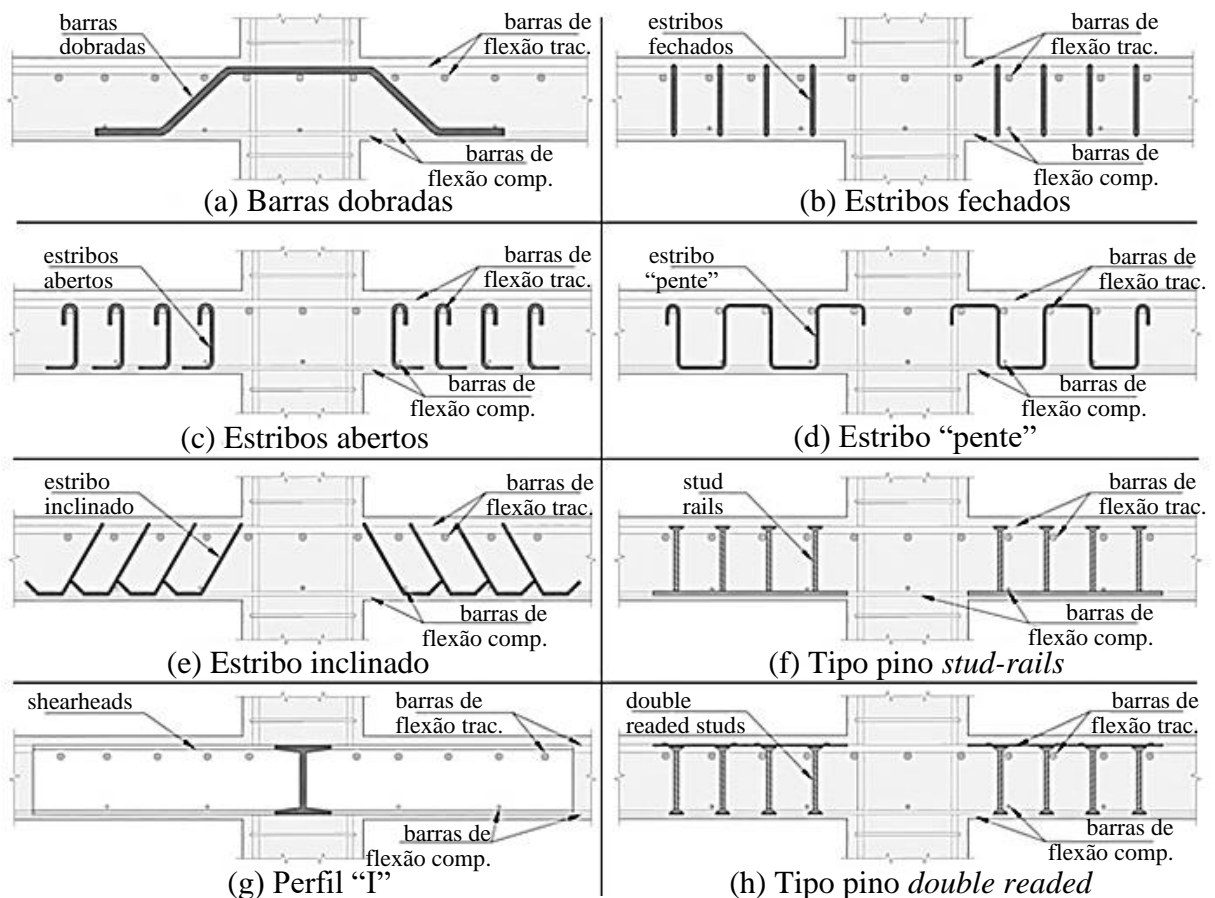 barras
dobradas
barras de
flexão trac.
barras de
flexão comp.
(a) Barras dobradas
estribos
fechados
barras de
flexão trac.
barras de
flexão comp.
(b) Estribos fechados
estribos
abertos
barras de
flexão trac.
barras de
flexão comp.
(c) Estribos abertos
estribo
“pente”
barras de
flexão trac.
barras de
flexão comp.
(d) Estribo “pente”
estribo
inclinado
barras de
flexão trac.
barras de
flexão comp.
(e) Estribo inclinado
stud
rails
barras de
flexão trac.
barras de
flexão comp.
(f) Tipo pino stud-rails
shearheads
barras de
flexão trac.
barras de
flexão comp.
(g) Perfil “I”
double
readed studs
barras de
flexão trac.
barras de
flexão comp.
(h) Tipo pino double readed